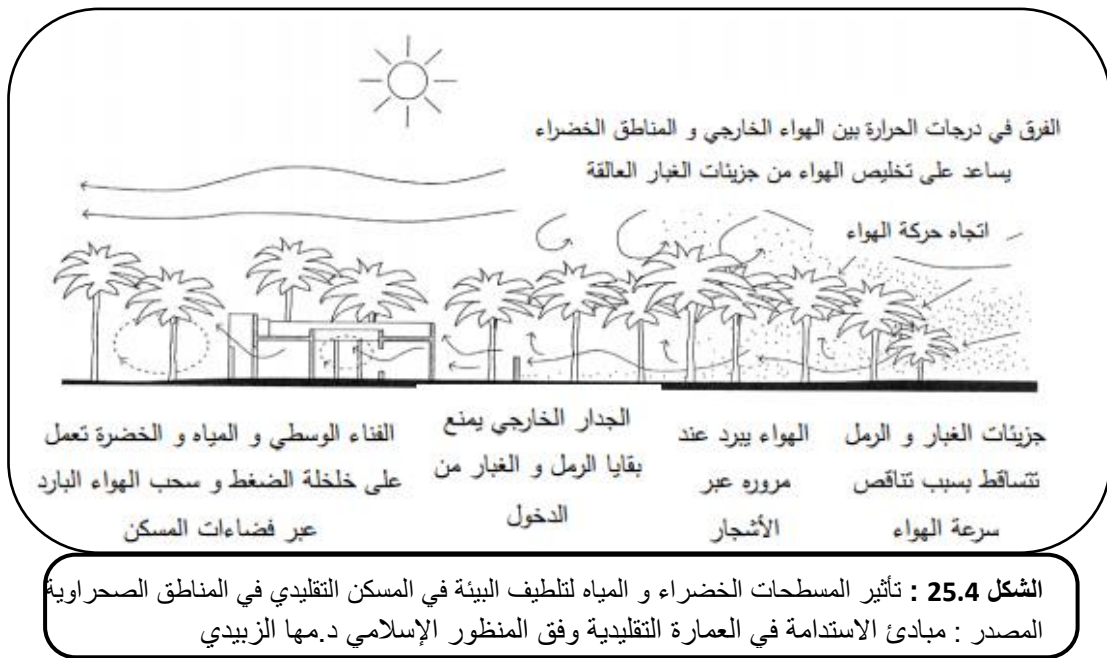 الفرق في درجات الحرارة بين الهواء الخارجي و المناطق الخضراء
يساعد على تخليص الهواء من جزيئات الغبار العالقة
اتجاه حركة الهواء
جزيئات الغبار و الرمل
تتساقط بسبب تناقص
سرعة الهواء
الهواء يبرد عند
مروره عبر
الأشجار
الجدار الخارجي يمنع
بقايا الرمل و الغبار من
الدخول
الفناء الوسطي و المياه و الخضرة تعمل
على خلخلة الضغط و سحب الهواء البارد
عبر فضاءات المسكن
الشكل 25.4 : تأثير المسطحات الخضراء و المياه لتلطيف البيئة في المسكن التقليدي في المناطق الصحراوية
المصدر : مبادئ الاستدامة في العمارة التقليدية وفق المنظور الإسلامي د.مها الزبيدي